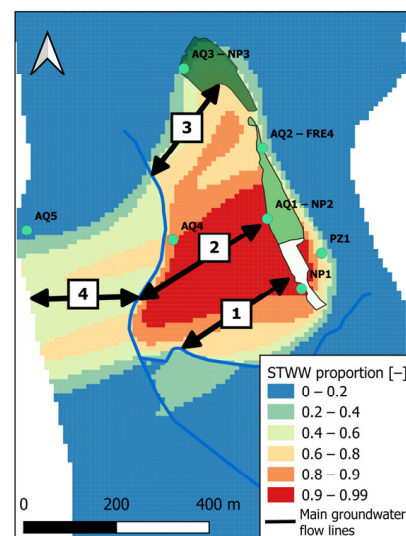 AQ3 – NP3
3
AQ2 – FRE4
AQ1 – NP2
AQ5
AQ4
2
PZ1
4
NP1
1
STWW proportion [–]
0 – 0.2
0.2 – 0.4
0.4 – 0.6
0.6 – 0.8
0.8 – 0.9
0.9 – 0.99
Main groundwater
flow lines
0 200 400 m